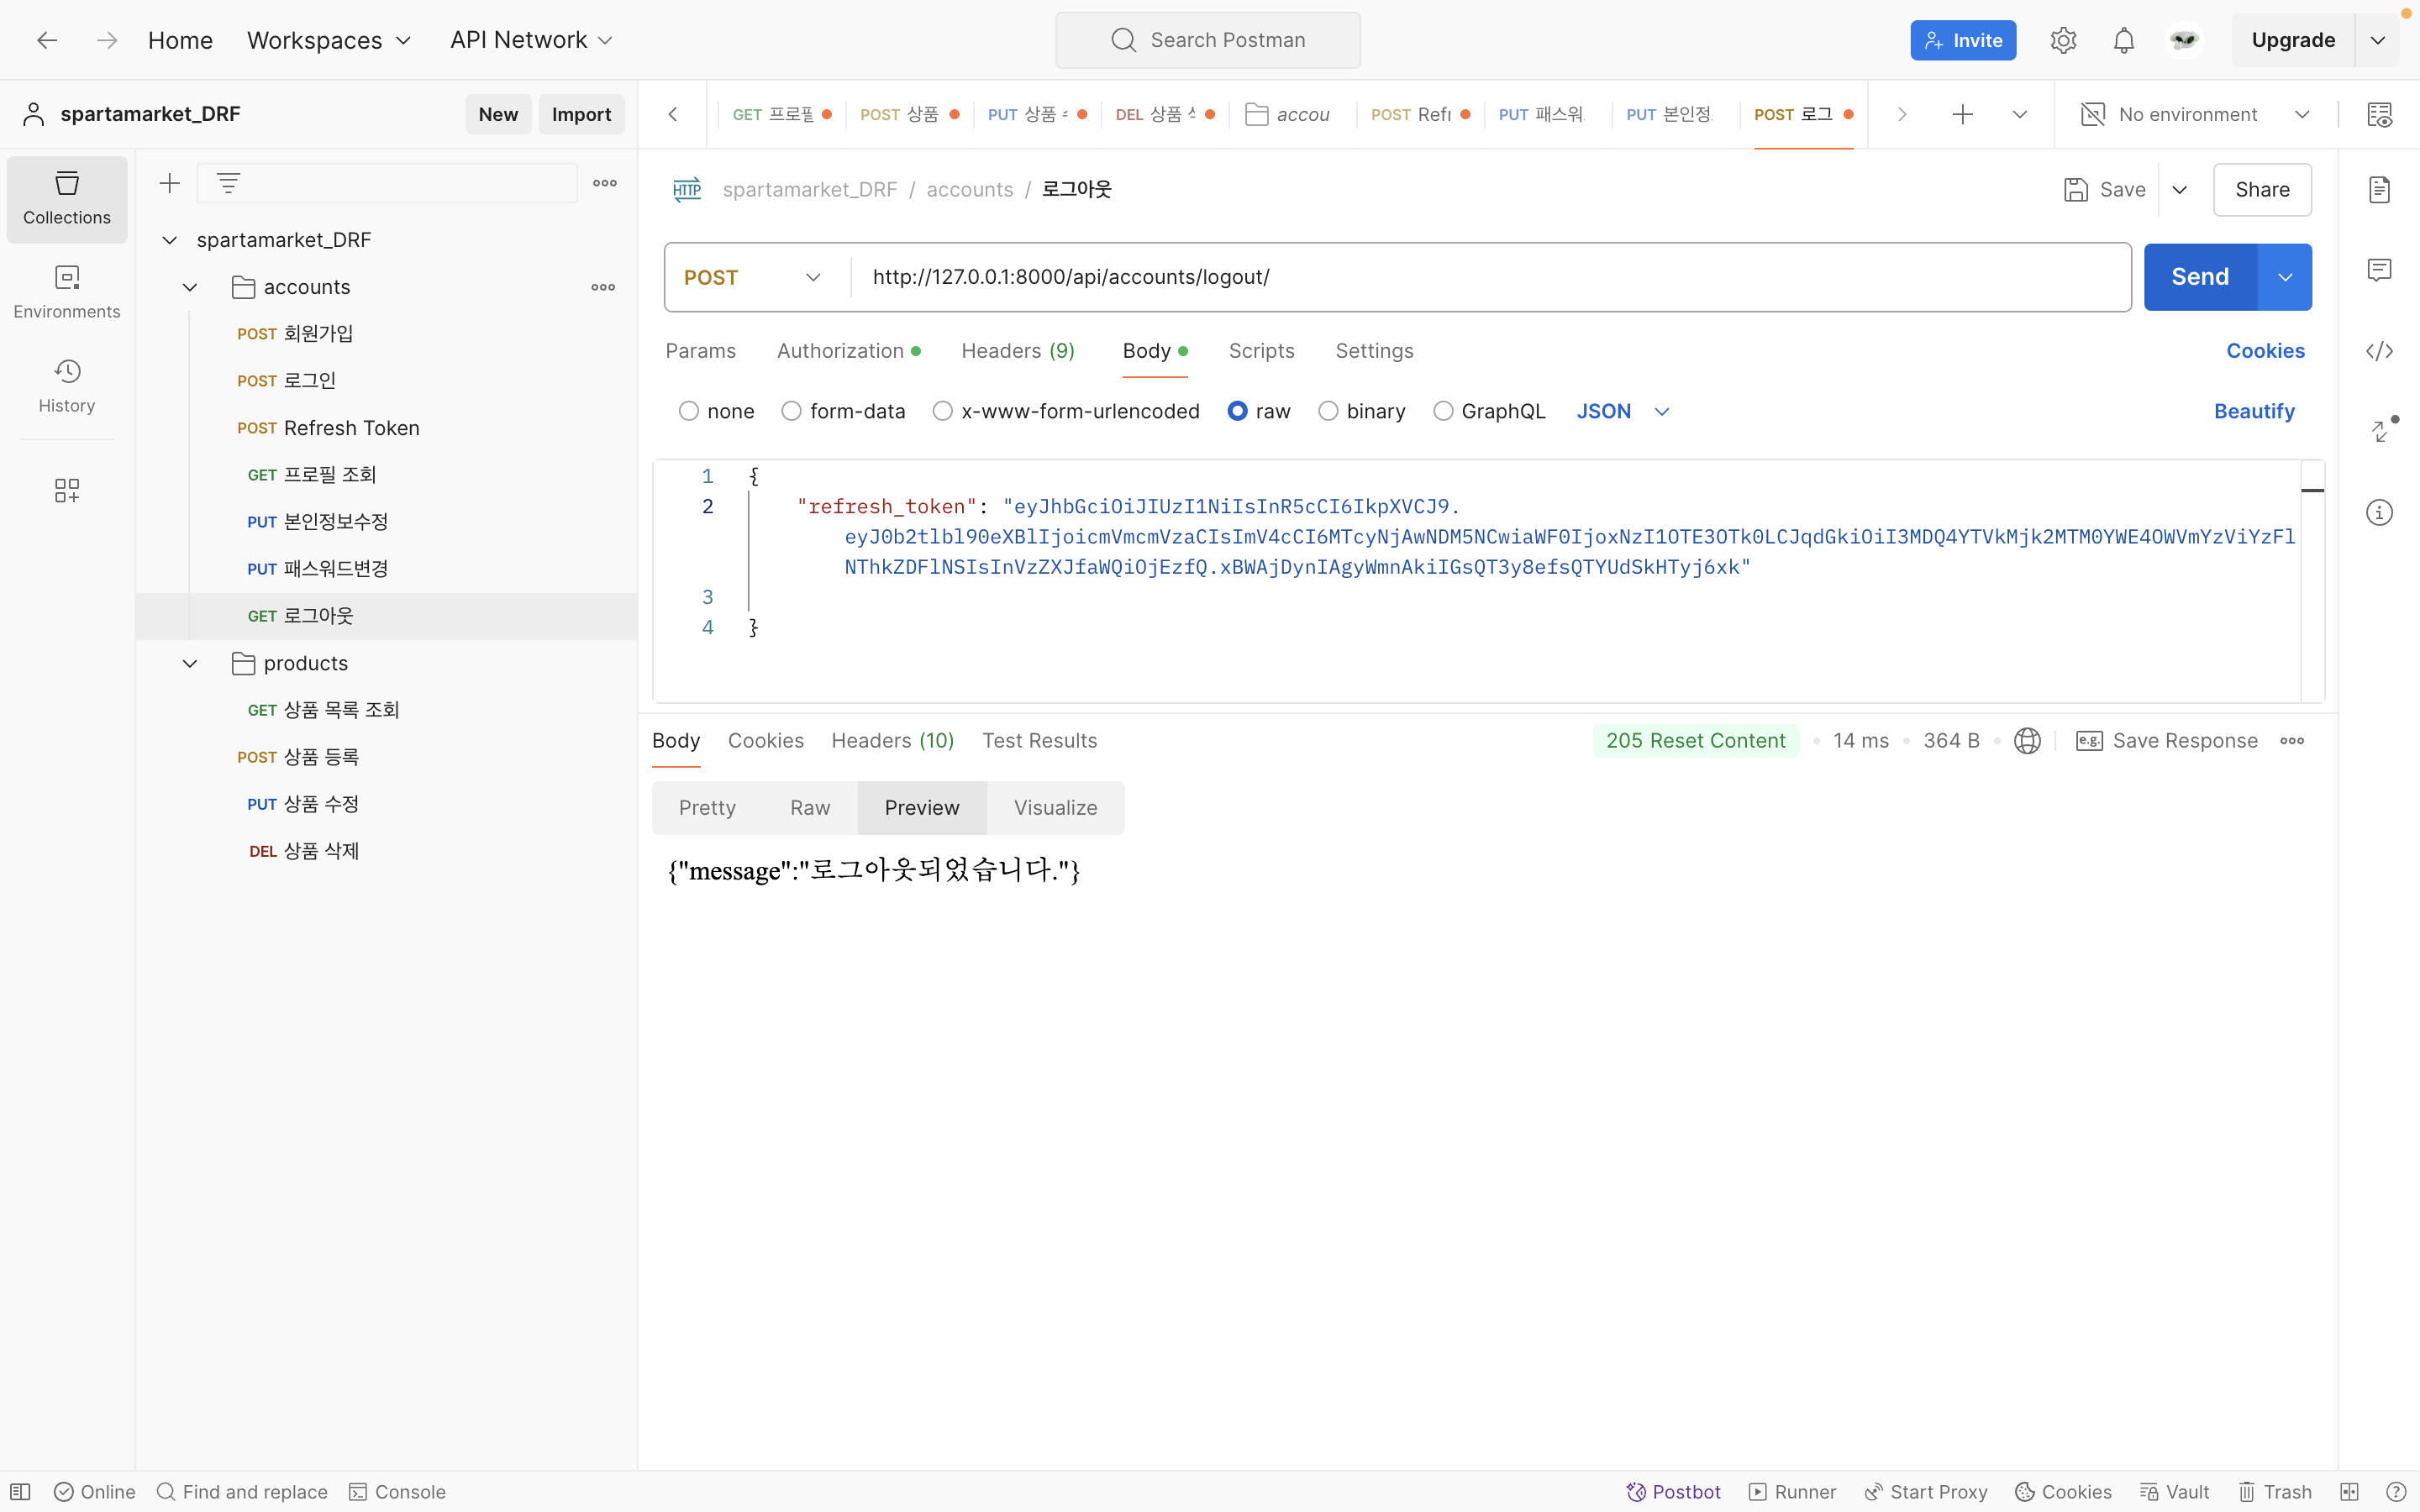 Home Workspaces API Network Search Postman Invite Upgrade
spartamarket_DRF New Import
GET 프로필 POST 상품 PUT 상품 DEL 상품 accou POST Refr PUT 패스워 PUT 본인정 POST 로그 No environment
Collections
Environments
History
spartamarket_DRF
accounts
POST 회원가입
POST 로그인
POST Refresh Token
GET 프로필 조회
PUT 본인정보수정
PUT 패스워드변경
GET 로그아웃
products
GET 상품 목록 조회
POST 상품 등록
PUT 상품 수정
DEL 상품 삭제
HTTP spartamarket_DRF / accounts / 로그아웃 Save Share
POST http://127.0.0.1:8000/api/accounts/logout/ Send
Params Authorization Headers (9) Body Scripts Settings Cookies
none form-data x-www-form-urlencoded raw binary GraphQL JSON Beautify
1 {
2 "refresh_token": "eyJhbGciOiJIUzI1NiIsInR5cCI6IkpXVCJ9.
eyJ0b2tlbl90eXBlIjoicmVmcmVzaCIsImV4cCI6MTcyNjAwNDM5NCwiaWF0IjoxNzI1OTE3OTk0LCJqdGkiOiI3MDQ4YTVkMjk2MTM0YWE4OWVmYzViYzFl
NThkZDFlNSIsInVzZXJfaWQiOjEzfQ.xBWAjDynIAgyWmnAkiIGsQT3y8efsQTYUdSkHTyj6xk"
3
4 }
Body Cookies Headers (10) Test Results 205 Reset Content 14 ms 364 B e.g. Save Response
Pretty Raw Preview Visualize
{"message":"로그아웃되었습니다."}
Online Find and replace Console Postbot Runner Start Proxy Cookies Vault Trash